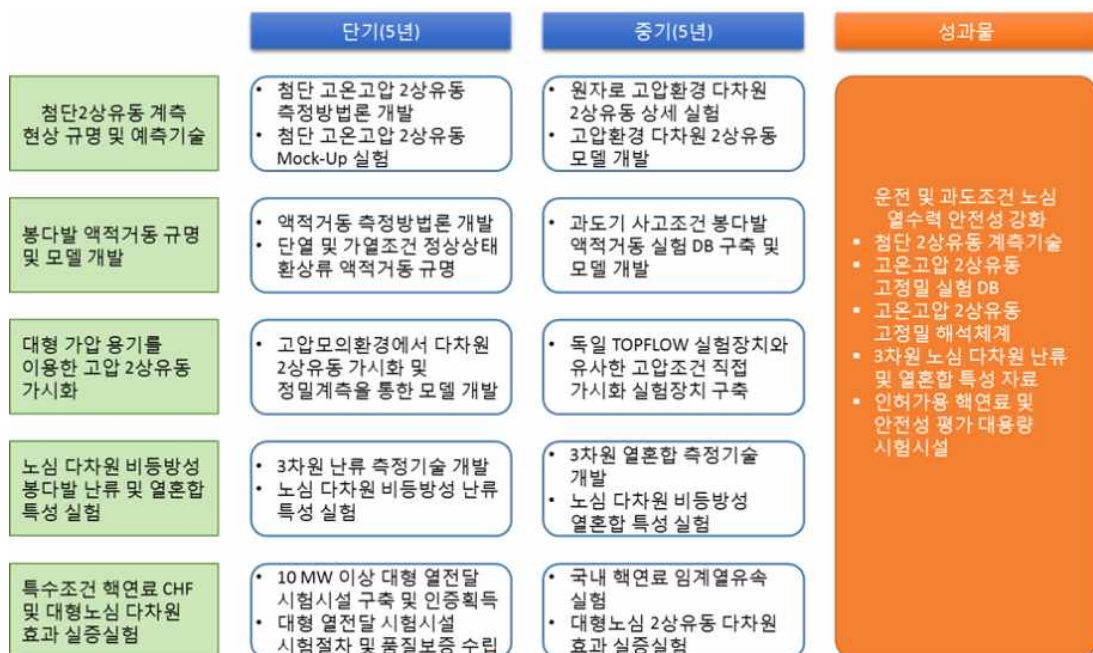 단기(5년)
중기(5년)
성과물
첨단2상유동 계측
현상 규명 및 예측기술
• 첨단 고온고압 2상유동
측정방법론 개발
• 첨단 고온고압 2상유동
Mock-Up 실험
• 원자로 고압환경 다차원
2상유동 상세 실험
• 고압환경 다차원 2상유동
모델 개발
봉다발 액적거동 규명
및 모델 개발
• 액적거동 측정방법론 개발
• 단열 및 가열조건 정상상태
환상류 액적거동 규명
• 과도기 사고조건 봉다발
액적거동 실험 DB 구축 및
모델 개발
대형 가압 용기를
이용한 고압 2상유동
가시화
• 고압모의환경에서 다차원
2상유동 가시화 및
정밀계측을 통한 모델 개발
• 독일 TOPFLOW 실험장치와
유사한 고압조건 직접
가시화 실험장치 구축
노심 다차원 비등방성
봉다발 난류 및 열혼합
특성 실험
• 3차원 난류 측정기술 개발
• 노심 다차원 비등방성 난류
특성 실험
• 3차원 열혼합 측정기술
개발
• 노심 다차원 비등방성
열혼합 특성 실험
특수조건 핵연료 CHF
및 대형노심 다차원
효과 실증실험
• 10 MW 이상 대형 열전달
시험시설 구축 및 인증획득
• 대형 열전달 시험시설
시험절차 및 품질보증 수립
• 국내 핵연료 임계열유속
실험
• 대형노심 2상유동 다차원
효과 실증실험
운전 및 과도조건 노심
열수력 안전성 강화
▪ 첨단 2상유동 계측기술
▪ 고온고압 2상유동
고정밀 실험 DB
▪ 고온고압 2상유동
고정밀 해석체계
▪ 3차원 노심 다차원 난류
및 열혼합 특성 자료
▪ 인허가용 핵연료 및
안전성 평가 대용량
시험시설